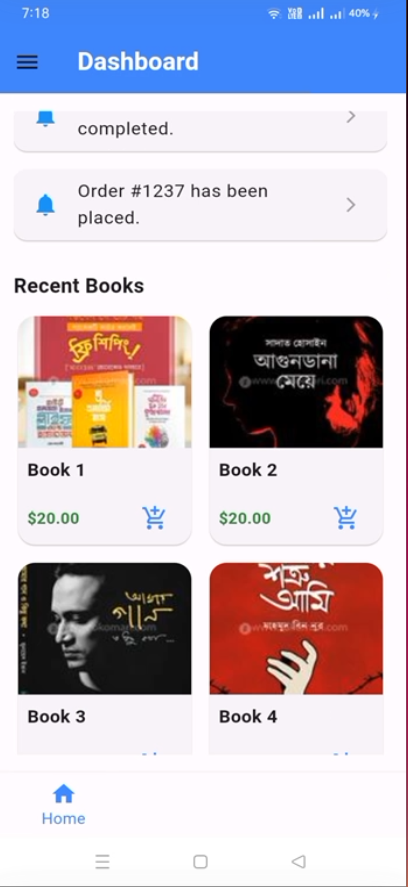 7:18
40%
Dashboard
completed.
Order #1237 has been
placed.
Recent Books
ফ্রি শিপিং!
সাদাত হোসাইন
আগুনডানা
মেয়ে
Book 1
Book 2
$20.00
$20.00
শত্রু
আমি
Book 3
Book 4
Home